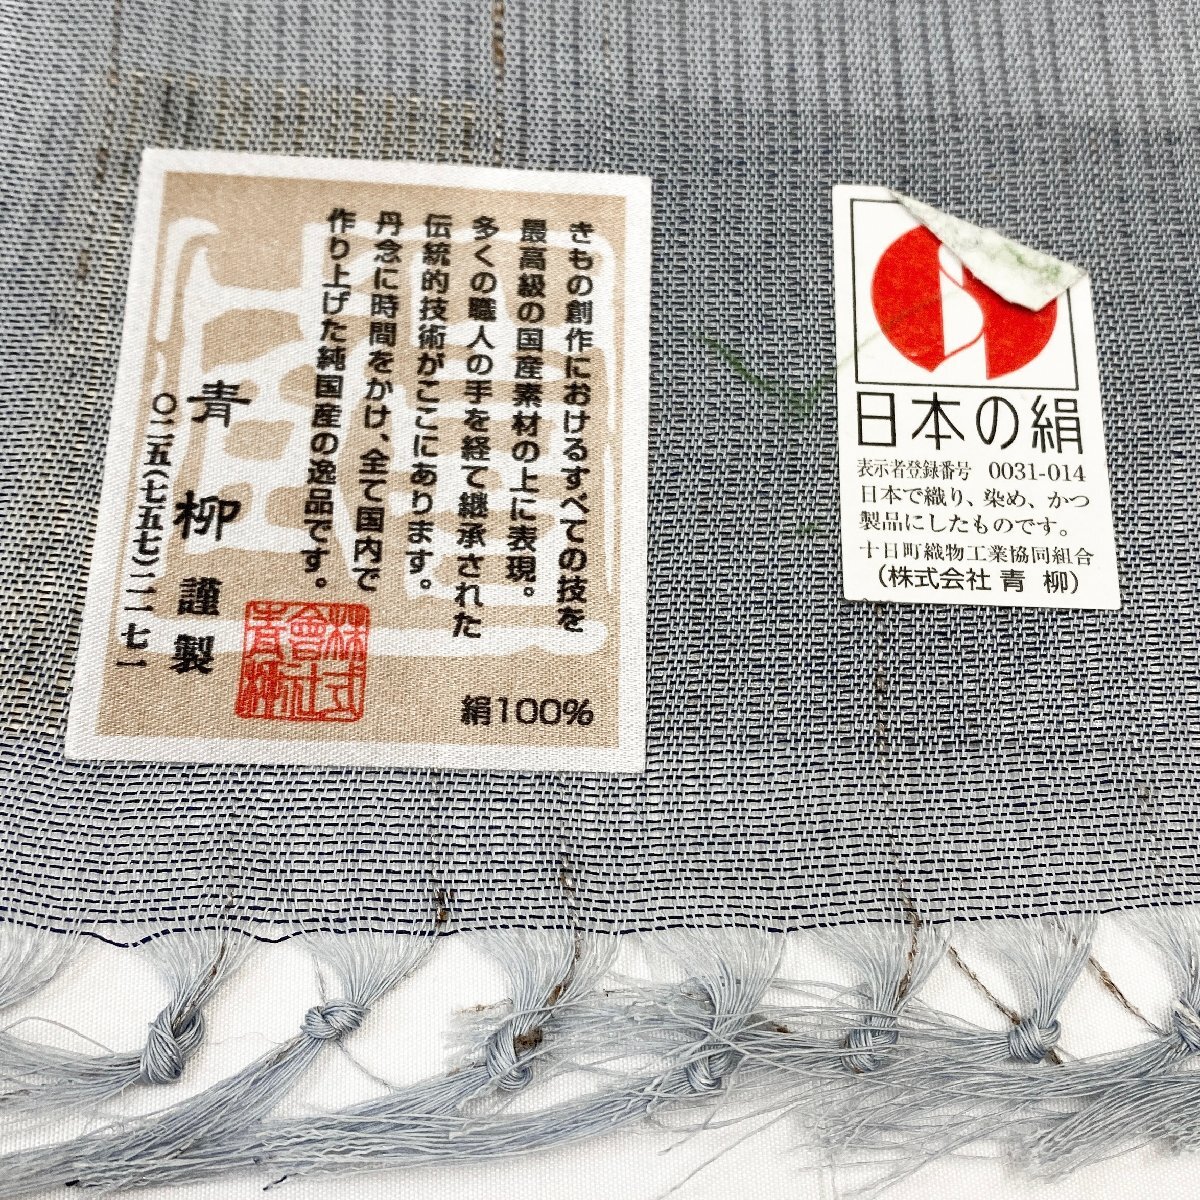 きもの創作におけるすべての技を
最高級の国産素材の上に表現。
多くの職人の手を経て継承された
伝統的技術がここにあります。
丹念に時間をかけ、全て国内で
作り上げた純国産の逸品です。
青柳謹製
〇二五(七五七)二一七一
株式
會社
青柳
絹100%
日本の絹
表示者登録番号 0031-014
日本で織り、染め、かつ
製品にしたものです。
十日町織物工業協同組合
(株式会社 青 柳)